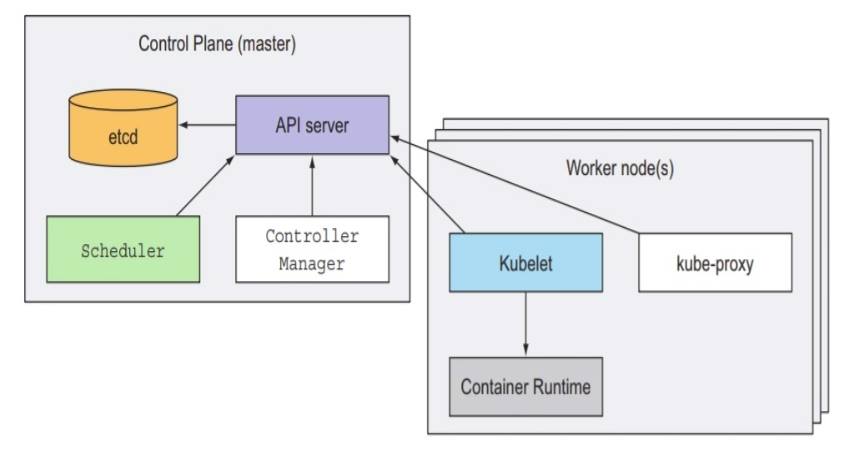 Control Plane (master)
etcd
API server
Scheduler
Controller
Manager
Worker node(s)
Kubelet
kube-proxy
Container Runtime